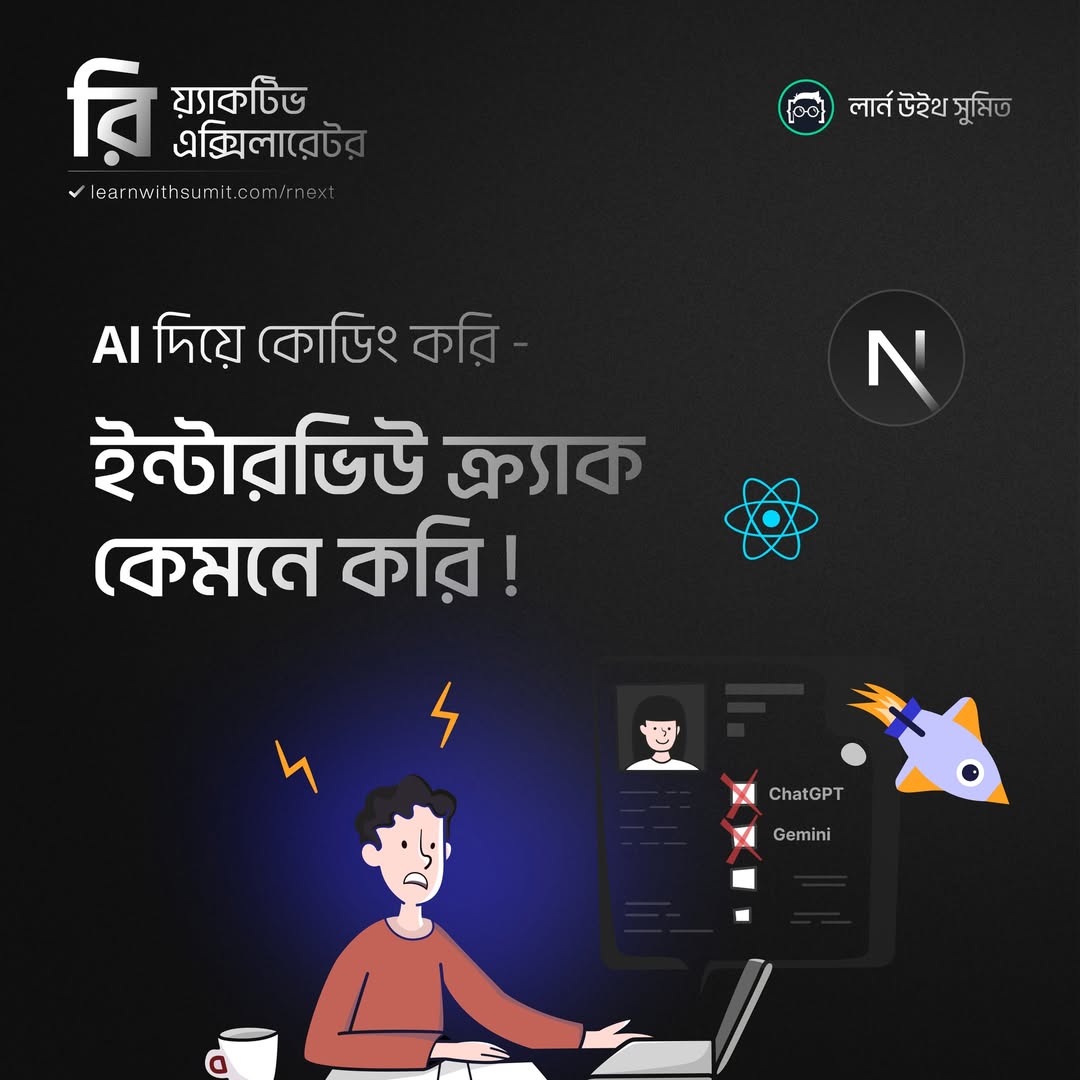 রিয়্যাকটিভ
এক্সিলারেটর
learnwithsumit.com/rnext
লার্ন উইথ সুমিত
AI দিয়ে কোডিং করি -
ইন্টারভিউ ক্র্যাক
কেমনে করি !
N
ChatGPT
Gemini